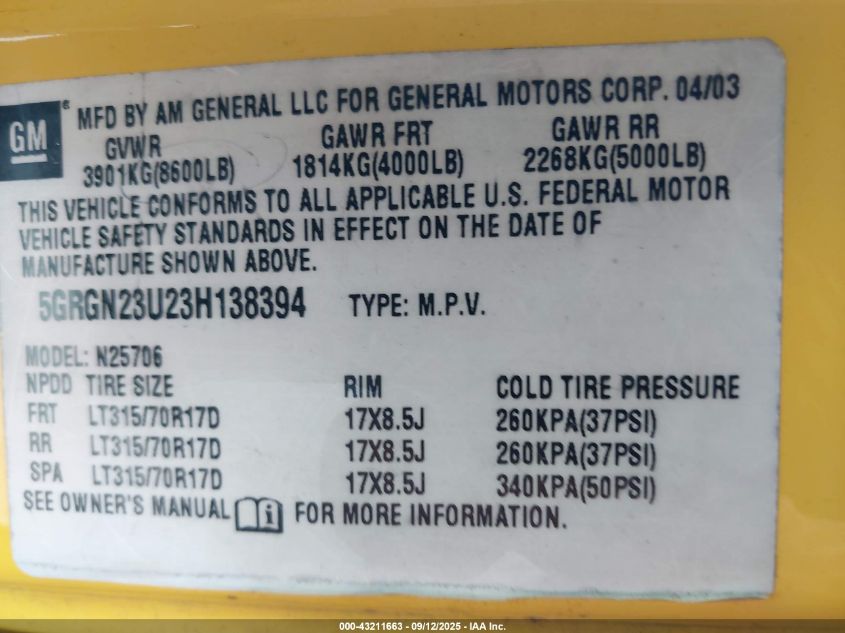 GM® MFD BY AM GENERAL LLC FOR GENERAL MOTORS CORP. 04/03
GVWR GAWR FRT GAWR RR
3901KG(8600LB) 1814KG(4000LB) 2268KG(5000LB)
THIS VEHICLE CONFORMS TO ALL APPLICABLE U.S. FEDERAL MOTOR
VEHICLE SAFETY STANDARDS IN EFFECT ON THE DATE OF
MANUFACTURE SHOWN ABOVE.
5GRGN23U23H138394 TYPE: M.P.V.
MODEL: N25706
NPDD TIRE SIZE RIM COLD TIRE PRESSURE
FRT LT315/70R17D 17X8.5J 260KPA(37PSI)
RR LT315/70R17D 17X8.5J 260KPA(37PSI)
SPA LT315/70R17D 17X8.5J 340KPA(50PSI)
SEE OWNER'S MANUAL i FOR MORE INFORMATION.
000-43211663 - 09/12/2025 - IAA Inc.